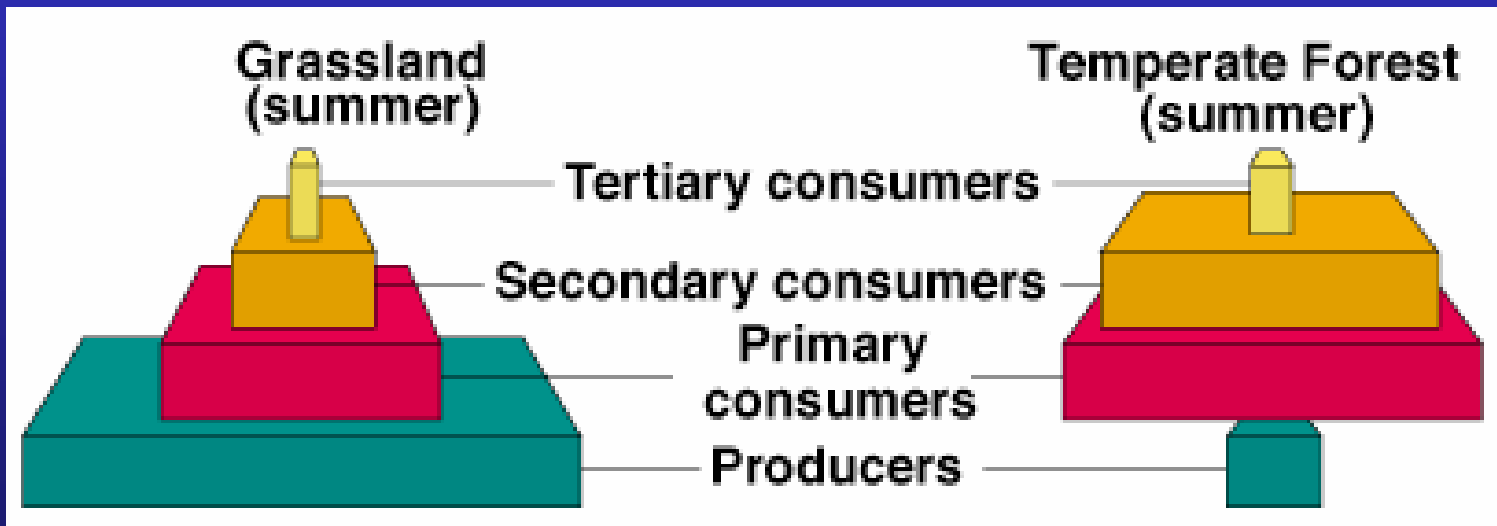 Grassland
(summer)
Temperate Forest
(summer)
Tertiary consumers
Secondary consumers
Primary
consumers
Producers